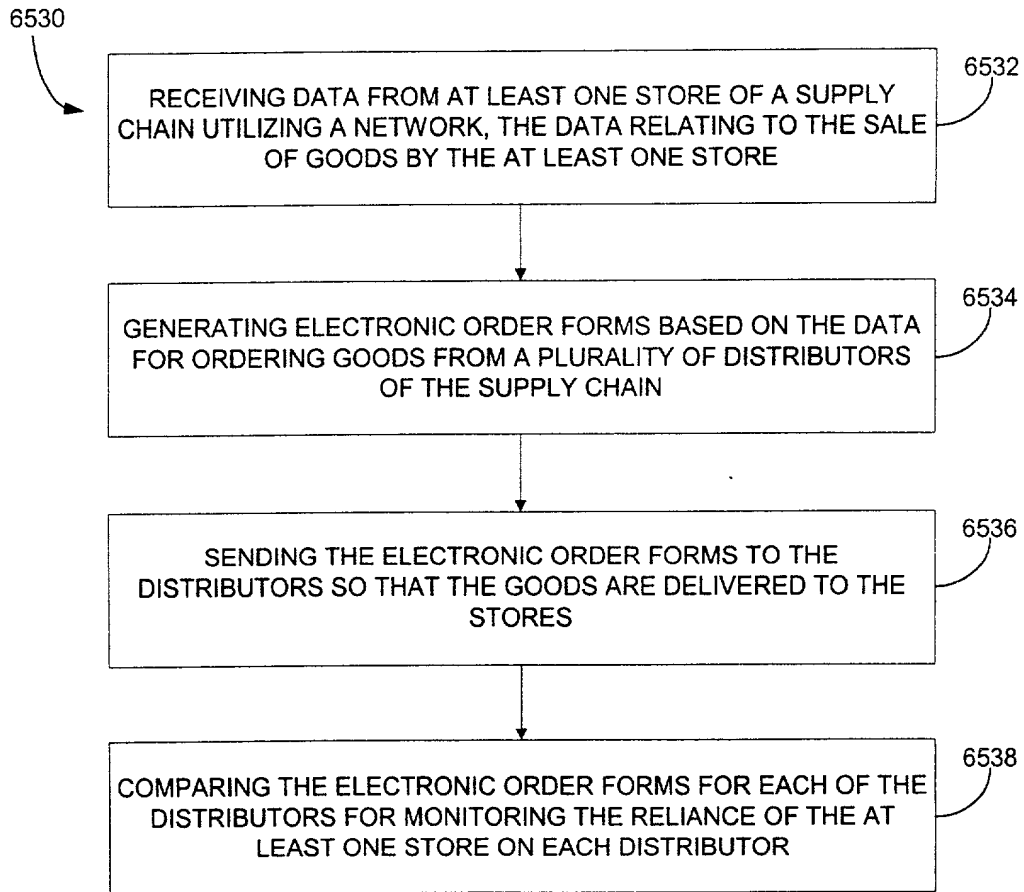 6530
6532
RECEIVING DATA FROM AT LEAST ONE STORE OF A SUPPLY
CHAIN UTILIZING A NETWORK, THE DATA RELATING TO THE SALE
OF GOODS BY THE AT LEAST ONE STORE
6534
GENERATING ELECTRONIC ORDER FORMS BASED ON THE DATA
FOR ORDERING GOODS FROM A PLURALITY OF DISTRIBUTORS
OF THE SUPPLY CHAIN
6536
SENDING THE ELECTRONIC ORDER FORMS TO THE
DISTRIBUTORS SO THAT THE GOODS ARE DELIVERED TO THE
STORES
6538
COMPARING THE ELECTRONIC ORDER FORMS FOR EACH OF THE
DISTRIBUTORS FOR MONITORING THE RELIANCE OF THE AT
LEAST ONE STORE ON EACH DISTRIBUTOR